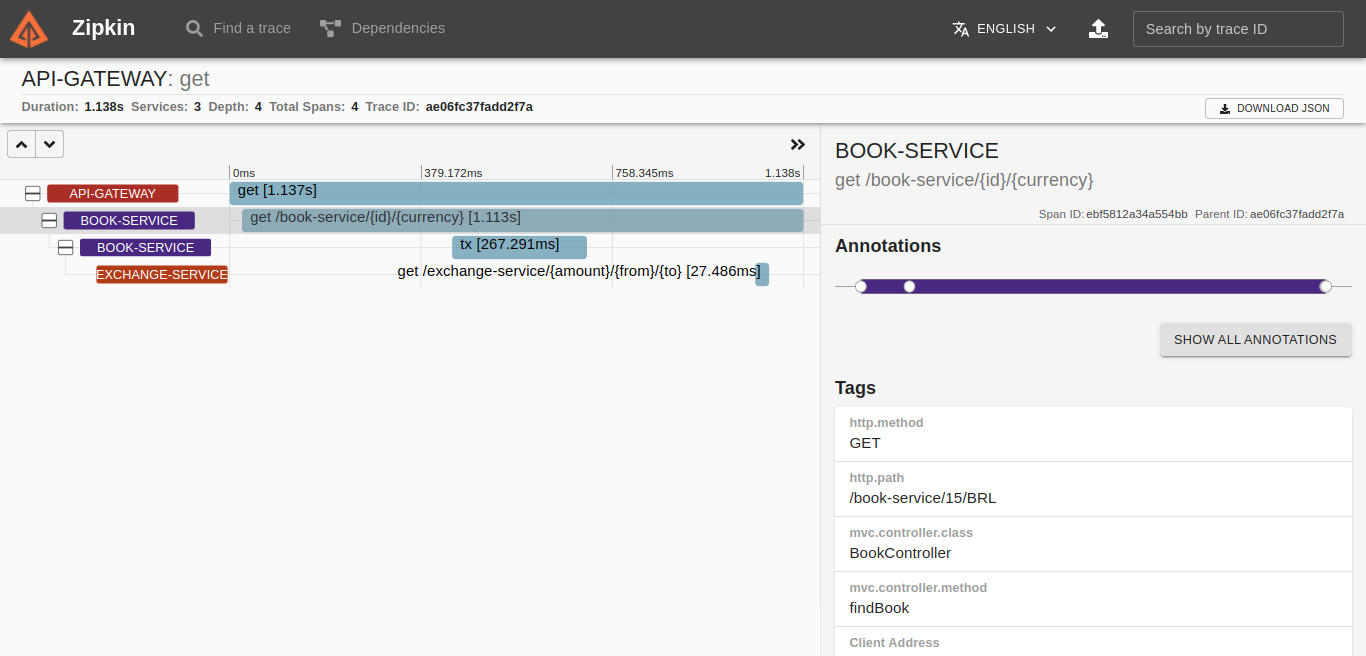 Zipkin
Find a trace
Dependencies
ENGLISH
Search by trace ID
API-GATEWAY: get
Duration: 1.138s Services: 3 Depth: 4 Total Spans: 4 Trace ID: ae06fc37fadd2f7a
DOWNLOAD JSON
0ms 379.172ms 758.345ms 1.138s
API-GATEWAY get [1.137s]
BOOK-SERVICE get /book-service/{id}/{currency} [1.113s]
BOOK-SERVICE tx [267.291ms]
EXCHANGE-SERVICE get /exchange-service/{amount}/{from}/{to} [27.486ms]
BOOK-SERVICE
get /book-service/{id}/{currency}
Span ID: ebf5812a34a554bb Parent ID: ae06fc37fadd2f7a
Annotations
SHOW ALL ANNOTATIONS
Tags
http.method
GET
http.path
/book-service/15/BRL
mvc.controller.class
BookController
mvc.controller.method
findBook
Client Address